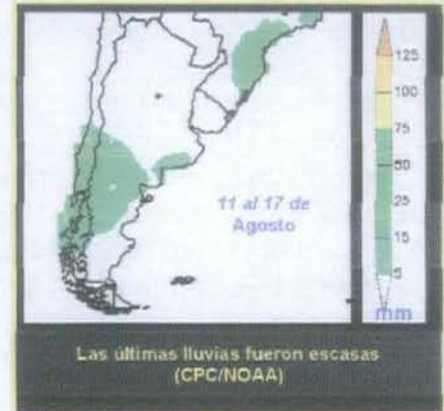 125
100
75
50
25
15
5
mm
11 al 17 de
Agosto
Las últimas lluvias fueron escasas
(CPC/NOAA)